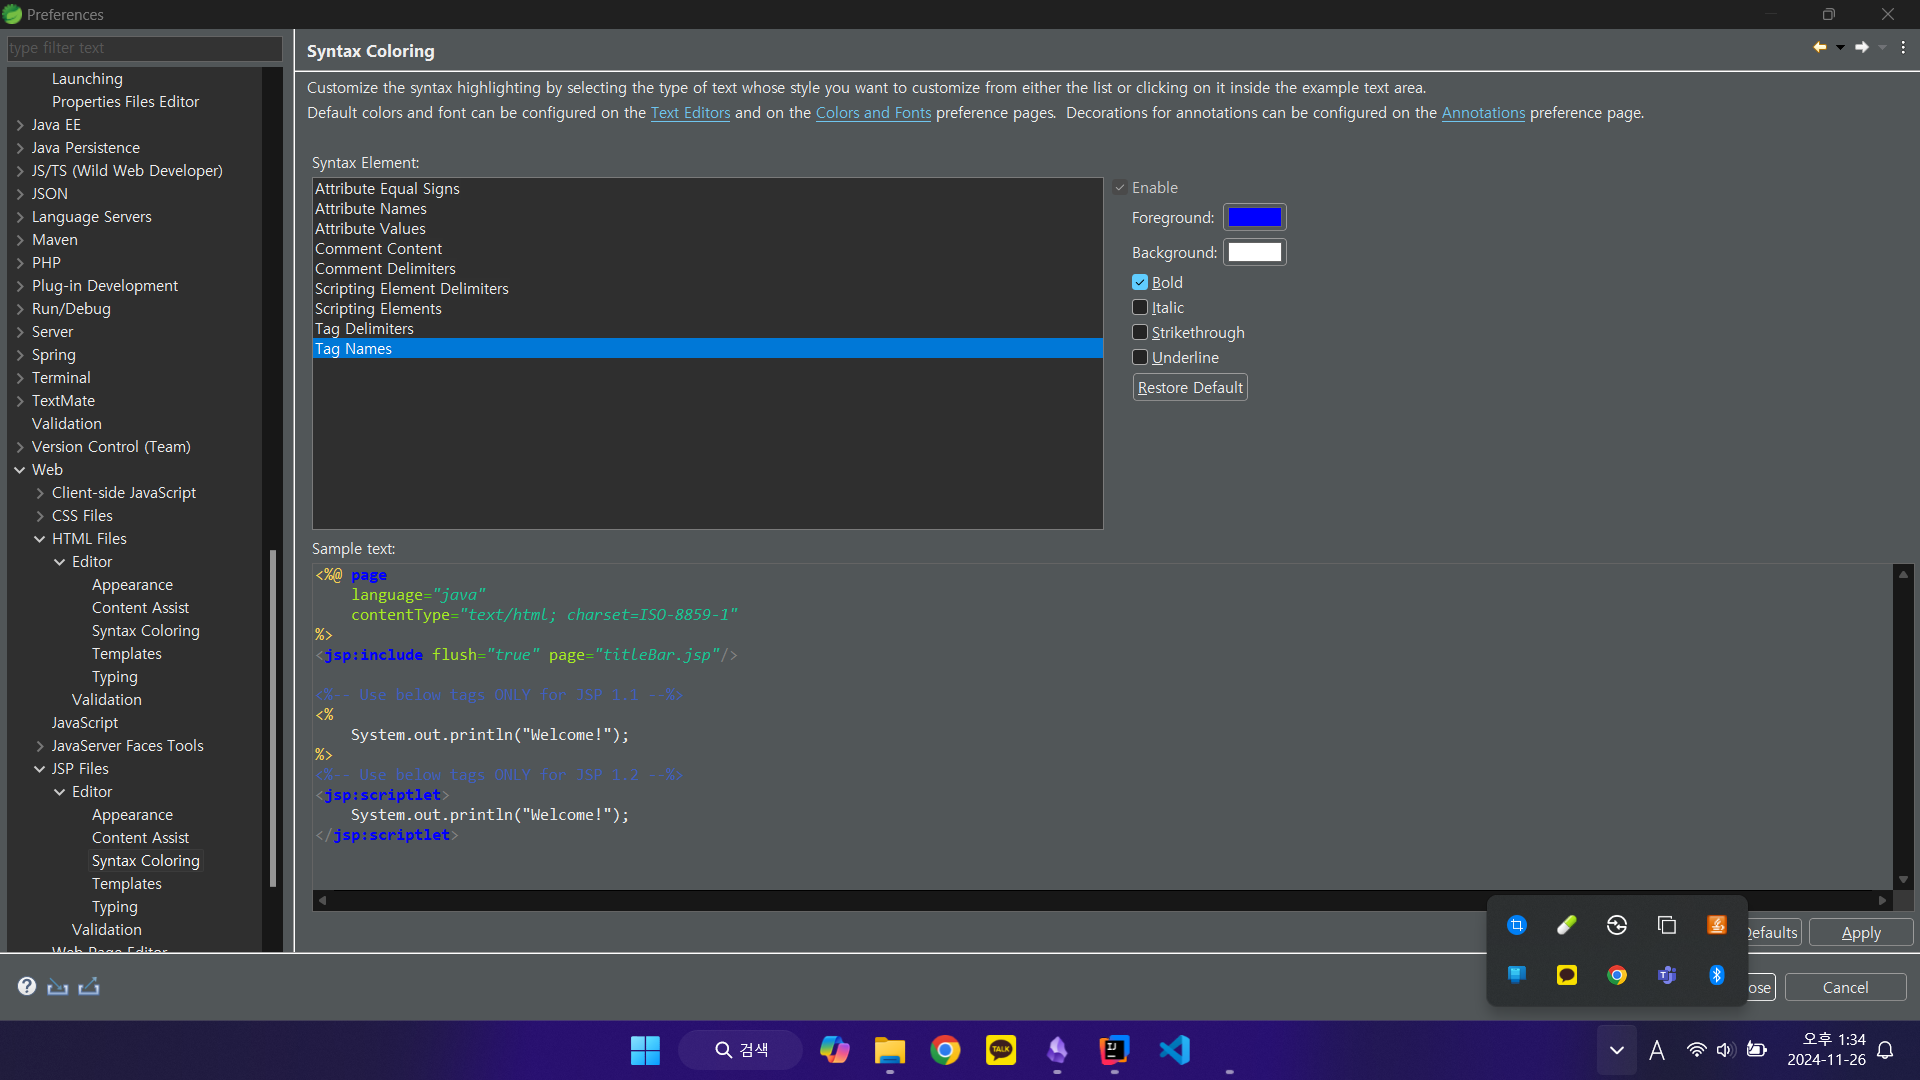 Preferences
type filter text
Launching
Properties Files Editor
Java EE
Java Persistence
JS/TS (Wild Web Developer)
JSON
Language Servers
Maven
PHP
Plug-in Development
Run/Debug
Server
Spring
Terminal
TextMate
Validation
Version Control (Team)
Web
Client-side JavaScript
CSS Files
HTML Files
Editor
Appearance
Content Assist
Syntax Coloring
Templates
Typing
Validation
JavaScript
JavaServer Faces Tools
JSP Files
Editor
Appearance
Content Assist
Syntax Coloring
Templates
Typing
Validation
Web Page Editor
Syntax Coloring
Customize the syntax highlighting by selecting the type of text whose style you want to customize from either the list or clicking on it inside the example text area.
Default colors and font can be configured on the Text Editors and on the Colors and Fonts preference pages.  Decorations for annotations can be configured on the Annotations preference page.
Syntax Element:
Attribute Equal Signs
Attribute Names
Attribute Values
Comment Content
Comment Delimiters
Scripting Element Delimiters
Scripting Elements
Tag Delimiters
Tag Names
Enable
Foreground:
Background:
Bold
Italic
Strikethrough
Underline
Restore Default
Sample text:
<%@ page
language="java"
contentType="text/html; charset=ISO-8859-1"
%>
<jsp:include flush="true" page="titleBar.jsp"/>
<%-- Use below tags ONLY for JSP 1.1 --%>
<%
System.out.println("Welcome!");
%>
<%-- Use below tags ONLY for JSP 1.2 --%>
<jsp:scriptlet>
System.out.println("Welcome!");
</jsp:scriptlet>
efaults
Apply
ose
Cancel
검색
TALK
IJ
A
오후 1:34
2024-11-26